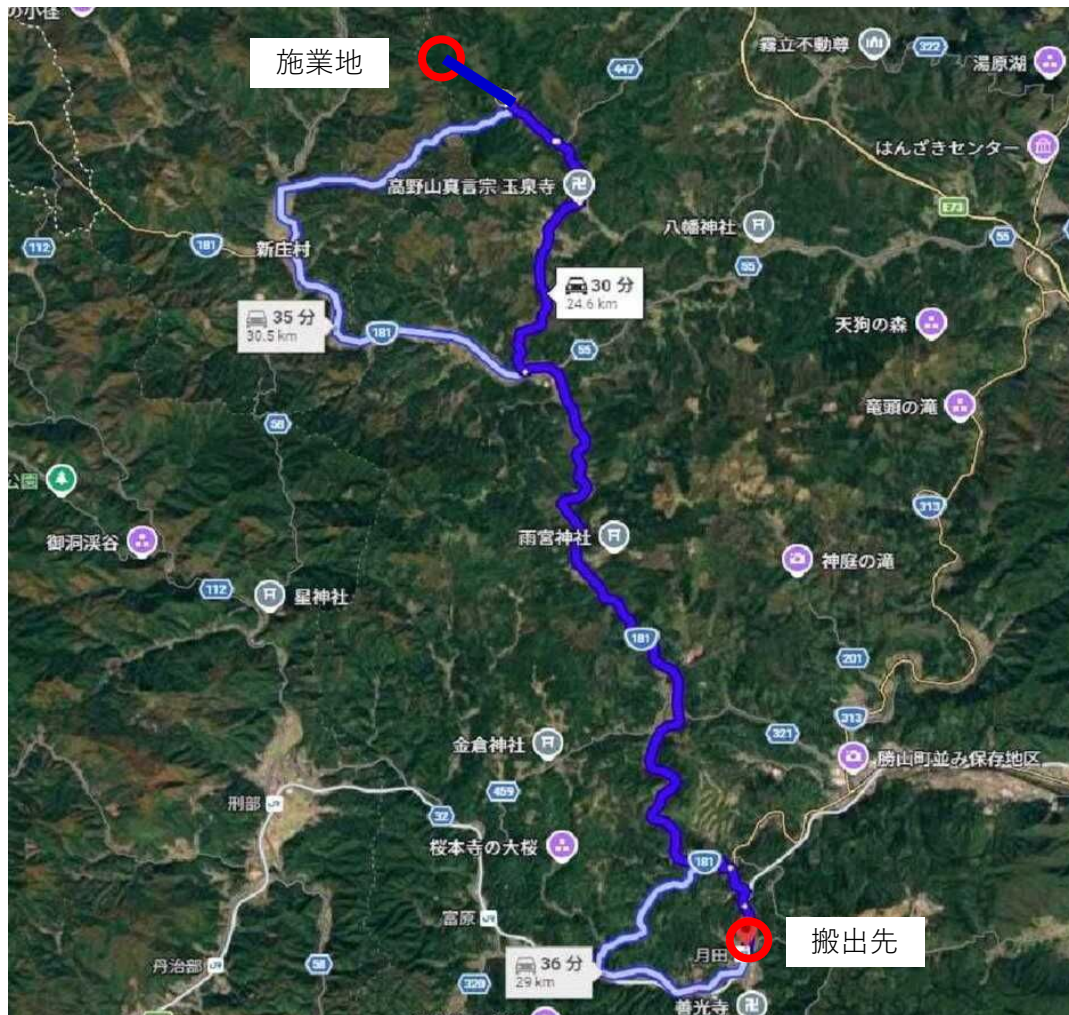 の小径
施業地
霧立不動尊
322
湯原湖
447
はんざきセンター
高野山真言宗 玉泉寺
E73
八幡神社
181
112
新庄村
55
55
30 分
24.6 km
35 分
30.5 km
181
天狗の森
55
竜頭の滝
58
公園
313
御洞渓谷
雨宮神社
神庭の滝
112
星神社
181
201
313
金倉神社
321
勝山町並み保存地区
459
刑部
32
桜本寺の大桜
181
富原
搬出先
月田
36 分
29 km
丹治部
58
320
善光寺